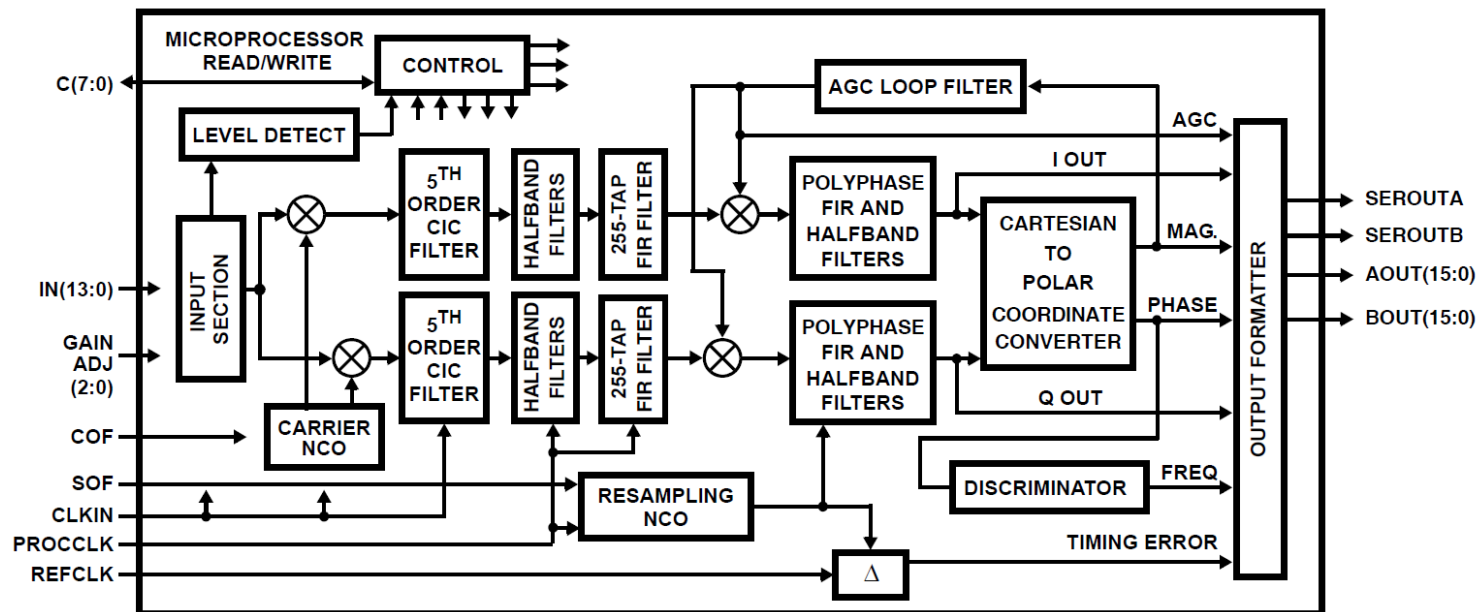 MICROPROCESSOR
READ/WRITE
CONTROL
C(7:0)
AGC LOOP FILTER
LEVEL DETECT
AGC
I OUT
5TH
ORDER
CIC
FILTER
HALFBAND
FILTERS
255-TAP
FIR FILTER
POLYPHASE
FIR AND
HALFBAND
FILTERS
CARTESIAN
TO
POLAR
COORDINATE
CONVERTER
MAG.
PHASE
SEROUTA
SEROUTB
AOUT(15:0)
BOUT(15:0)
OUTPUT FORMATTER
IN(13:0)
INPUT
SECTION
GAIN
ADJ
(2:0)
5TH
ORDER
CIC
FILTER
HALFBAND
FILTERS
255-TAP
FIR FILTER
POLYPHASE
FIR AND
HALFBAND
FILTERS
Q OUT
COF
CARRIER
NCO
SOF
CLKIN
PROCCLK
REFCLK
RESAMPLING
NCO
DISCRIMINATOR
FREQ
TIMING ERROR
Δ